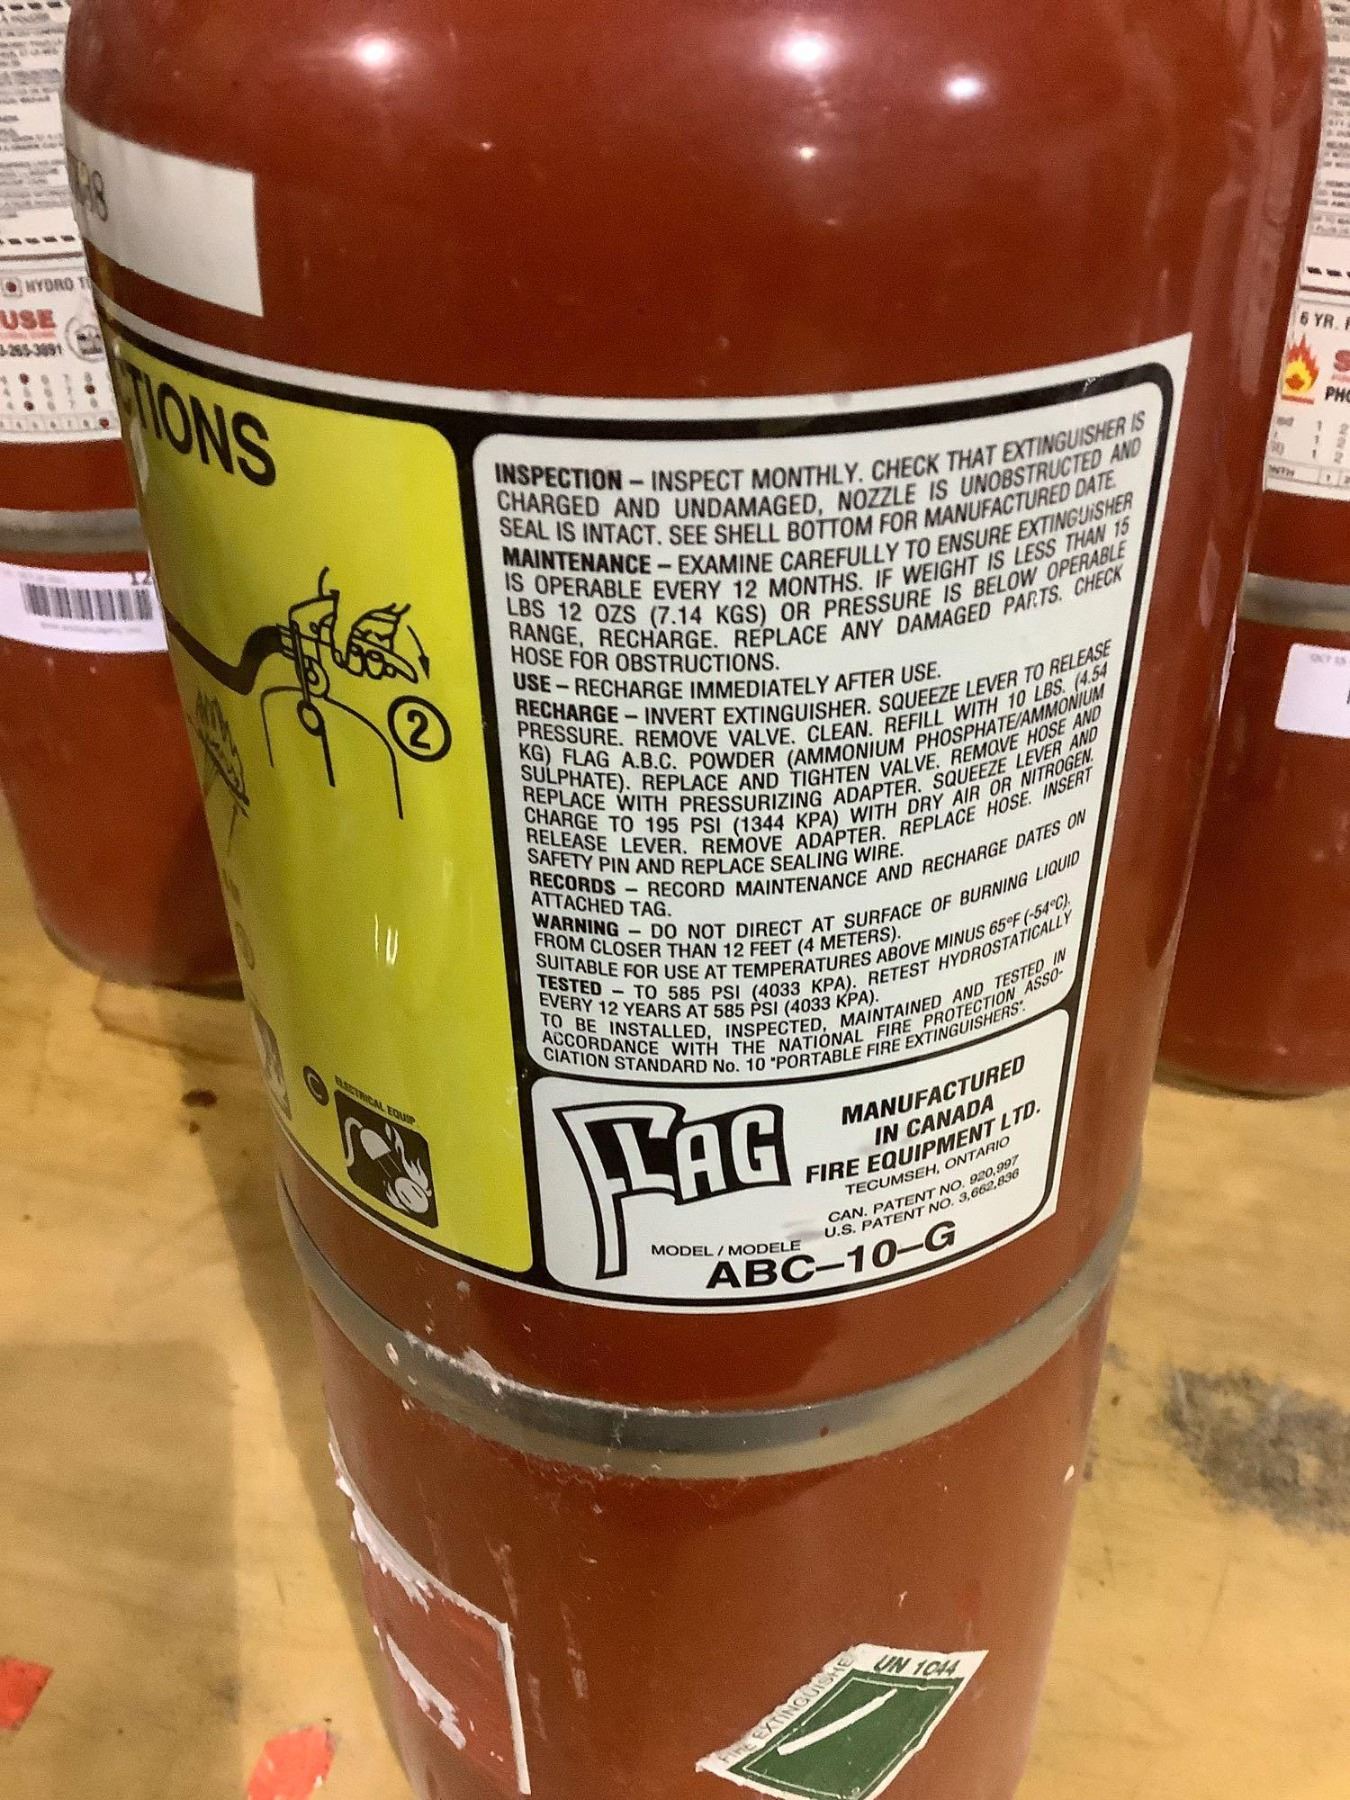 HYDRO
USE
3-265-3891
6 YR.
CTIONS
2
C
ELECTRICAL EQUIP
INSPECTION – INSPECT MONTHLY. CHECK THAT EXTINGUISHER IS
CHARGED AND UNDAMAGED, NOZZLE IS UNOBSTRUCTED AND
SEAL IS INTACT. SEE SHELL BOTTOM FOR MANUFACTURED DATE.
MAINTENANCE – EXAMINE CAREFULLY TO ENSURE EXTINGUISHER
IS OPERABLE EVERY 12 MONTHS. IF WEIGHT IS LESS THAN 15
LBS 12 OZS (7.14 KGS) OR PRESSURE IS BELOW OPERABLE
RANGE, RECHARGE. REPLACE ANY DAMAGED PARTS. CHECK
HOSE FOR OBSTRUCTIONS.
USE – RECHARGE IMMEDIATELY AFTER USE.
RECHARGE – INVERT EXTINGUISHER. SQUEEZE LEVER TO RELEASE
PRESSURE. REMOVE VALVE. CLEAN. REFILL WITH 10 LBS. (4.54
KG) FLAG A.B.C. POWDER (AMMONIUM PHOSPHATE/AMMONIUM
SULPHATE). REPLACE AND TIGHTEN VALVE. REMOVE HOSE AND
REPLACE WITH PRESSURIZING ADAPTER. SQUEEZE LEVER AND
CHARGE TO 195 PSI (1344 KPA) WITH DRY AIR OR NITROGEN.
RELEASE LEVER. REMOVE ADAPTER. REPLACE HOSE. INSERT
SAFETY PIN AND REPLACE SEALING WIRE.
RECORDS – RECORD MAINTENANCE AND RECHARGE DATES ON
ATTACHED TAG.
WARNING – DO NOT DIRECT AT SURFACE OF BURNING LIQUID
FROM CLOSER THAN 12 FEET (4 METERS).
SUITABLE FOR USE AT TEMPERATURES ABOVE MINUS 65°F (-54°C).
TESTED – TO 585 PSI (4033 KPA). RETEST HYDROSTATICALLY
EVERY 12 YEARS AT 585 PSI (4033 KPA).
TO BE INSTALLED, INSPECTED, MAINTAINED AND TESTED IN
ACCORDANCE WITH THE NATIONAL FIRE PROTECTION ASSO-
CIATION STANDARD No. 10 "PORTABLE FIRE EXTINGUISHERS".
FLAG
MANUFACTURED
IN CANADA
FIRE EQUIPMENT LTD.
TECUMSEH, ONTARIO
CAN. PATENT NO. 920,997
U.S. PATENT NO. 3,662,836
MODEL / MODELE
ABC–10–G
UN 1044
FIRE EXTINGUISHE